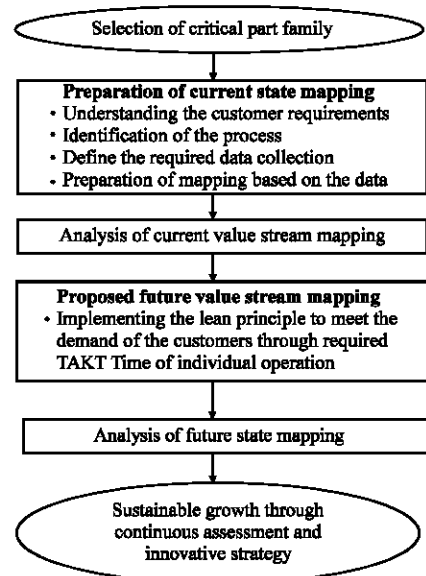 Selection of critical part family
Preparation of current state mapping
• Understanding the customer requirements
• Identification of the process
• Define the required data collection
• Preparation of mapping based on the data
Analysis of current value stream mapping
Proposed future value stream mapping
• Implementing the lean principle to meet the
demand of the customers through required
TAKT Time of individual operation
Analysis of future state mapping
Sustainable growth through
continuous assessment and
innovative strategy